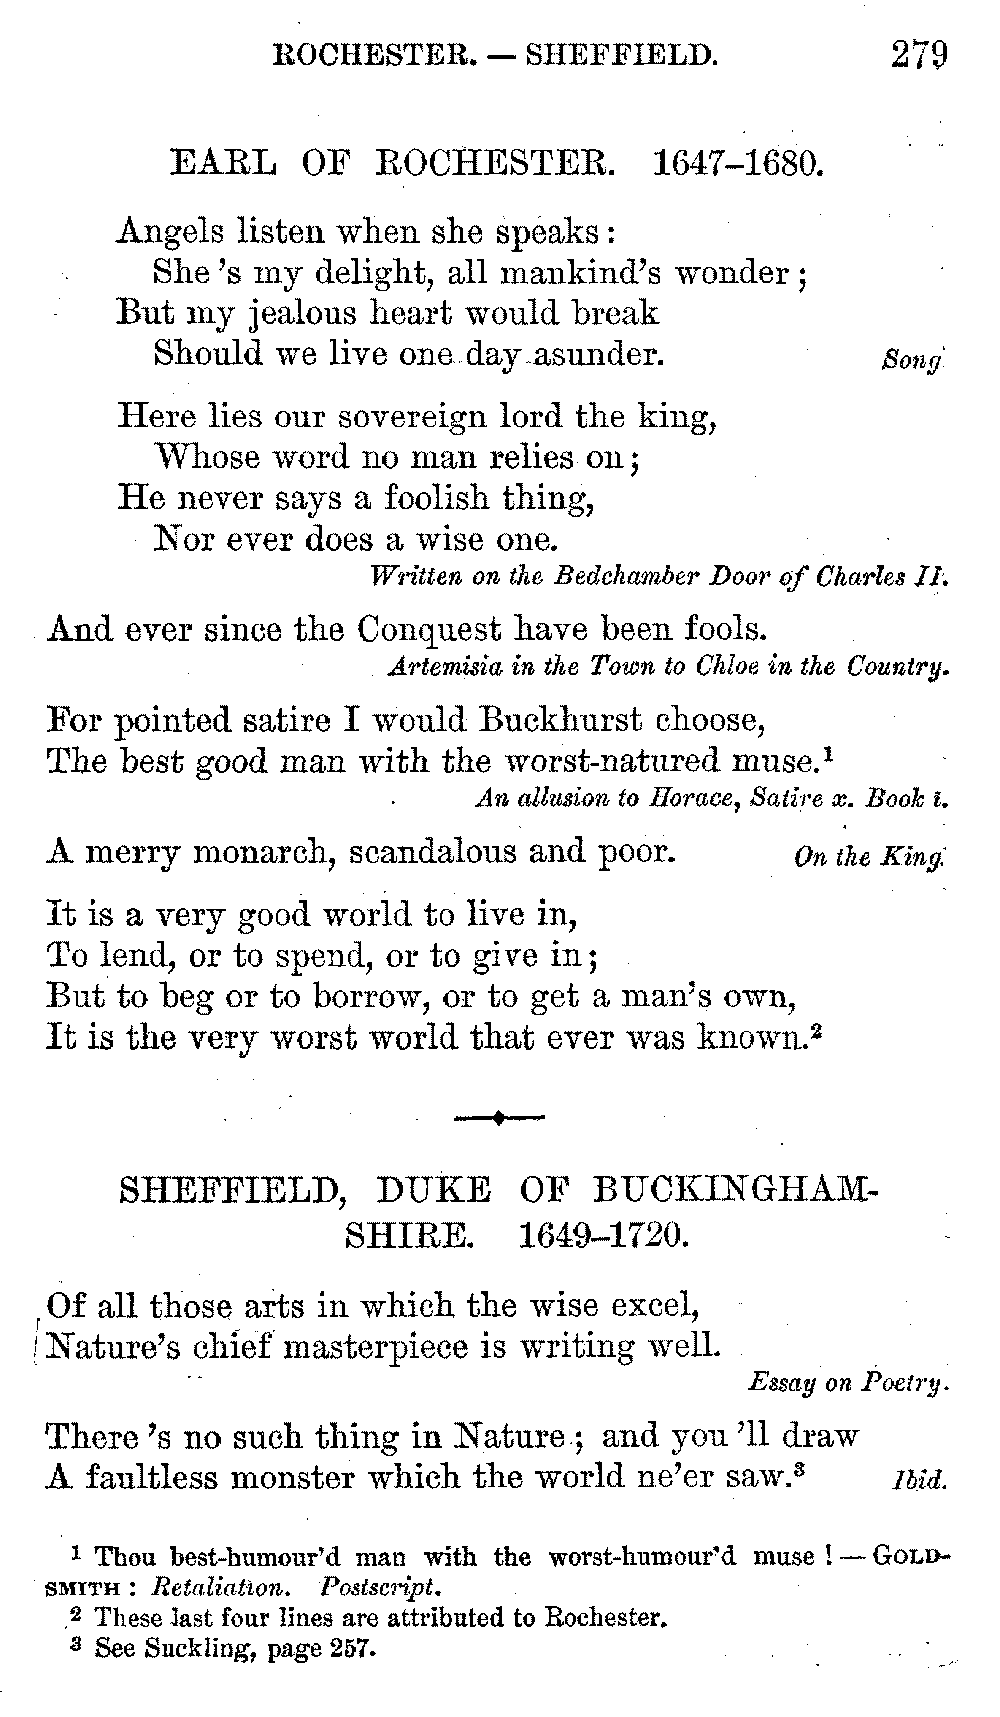 ROCHESTER. — SHEFFIELD. 279
EARL OF ROCHESTER. 1647–1680.
Angels listen when she speaks:
She 's my delight, all mankind's wonder;
But my jealous heart would break
Should we live one day asunder. Song
Here lies our sovereign lord the king,
Whose word no man relies on;
He never says a foolish thing,
Nor ever does a wise one.
Written on the Bedchamber Door of Charles II.
And ever since the Conquest have been fools.
Artemisia in the Town to Chloe in the Country.
For pointed satire I would Buckhurst choose,
The best good man with the worst-natured muse.¹
An allusion to Horace, Satire x. Book i.
A merry monarch, scandalous and poor. On the King.
It is a very good world to live in,
To lend, or to spend, or to give in;
But to beg or to borrow, or to get a man's own,
It is the very worst world that ever was known.²
SHEFFIELD, DUKE OF BUCKINGHAM-
SHIRE. 1649–1720.
Of all those arts in which the wise excel,
Nature's chief masterpiece is writing well.
Essay on Poetry.
There 's no such thing in Nature; and you 'll draw
A faultless monster which the world ne'er saw.³ Ibid.
¹ Thou best-humour'd man with the worst-humour'd muse! — GOLD-
SMITH: Retaliation. Postscript.
² These last four lines are attributed to Rochester.
³ See Suckling, page 257.